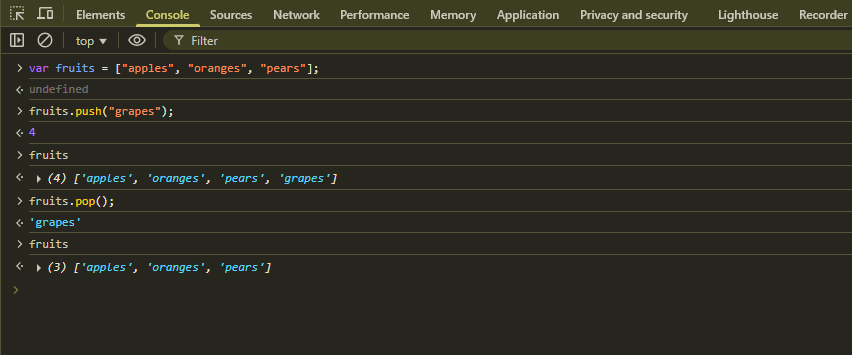 Elements Console Sources Network Performance Memory Application Privacy and security Lighthouse Recorder
top Filter
> var fruits = ["apples", "oranges", "pears"];
undefined
> fruits.push("grapes");
4
> fruits
(4) ['apples', 'oranges', 'pears', 'grapes']
> fruits.pop();
'grapes'
> fruits
(3) ['apples', 'oranges', 'pears']
>